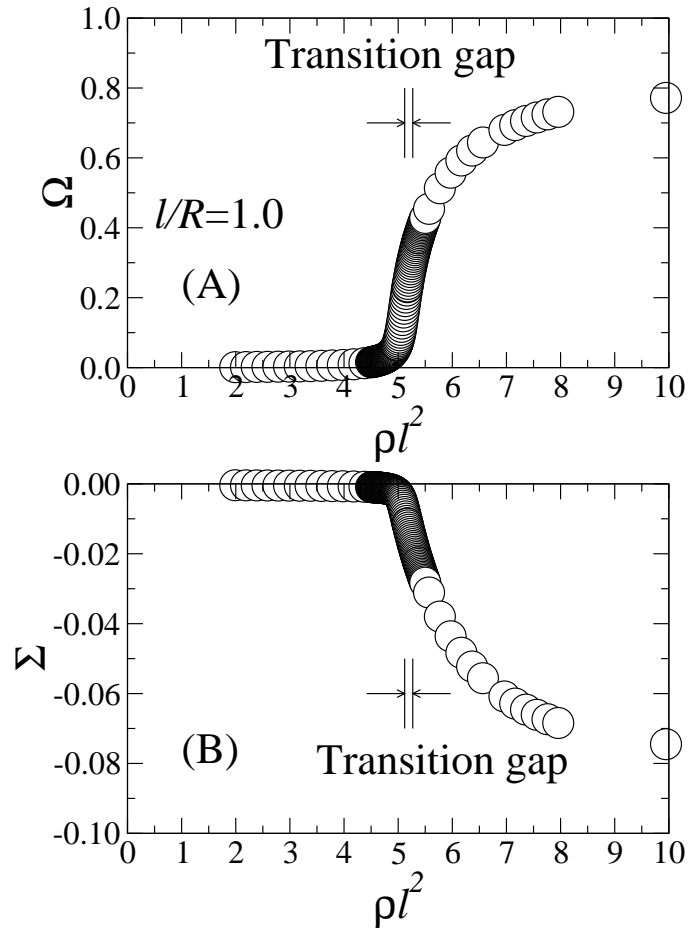 1.0
Transition gap
0.8
0.6
Ω
l/R=1.0
0.4
(A)
0.2
0.0
0 1 2 3 4 5 6 7 8 9 10
ρl²
0.00
-0.02
-0.04
Σ
-0.06
(B)
Transition gap
-0.08
-0.10
0 1 2 3 4 5 6 7 8 9 10
ρl²